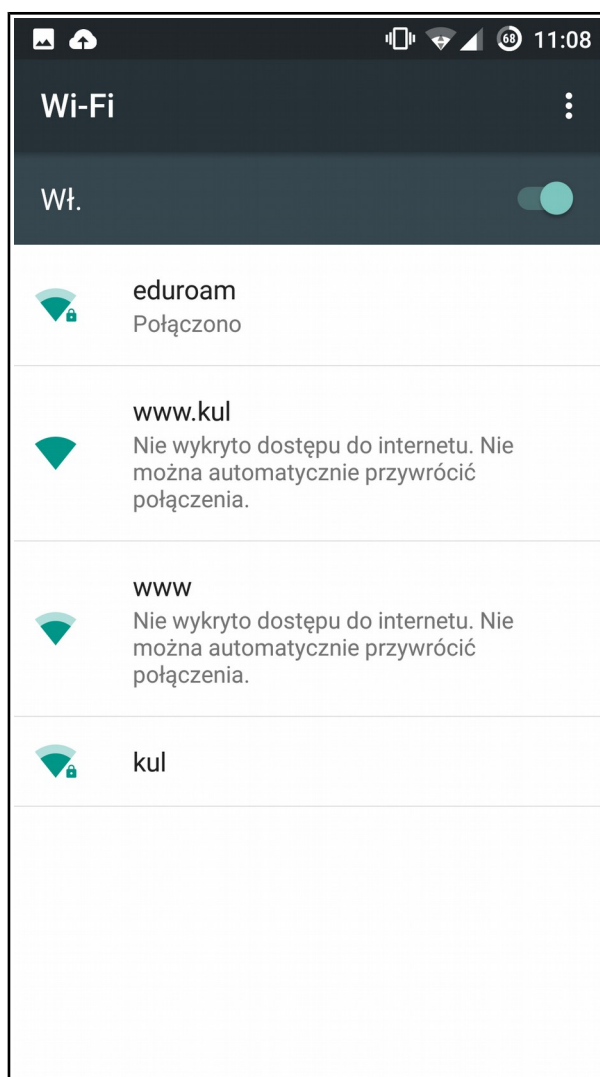 68 11:08
Wi-Fi
Wł.
eduroam
Połączono
www.kul
Nie wykryto dostępu do internetu. Nie
można automatycznie przywrócić
połączenia.
www
Nie wykryto dostępu do internetu. Nie
można automatycznie przywrócić
połączenia.
kul